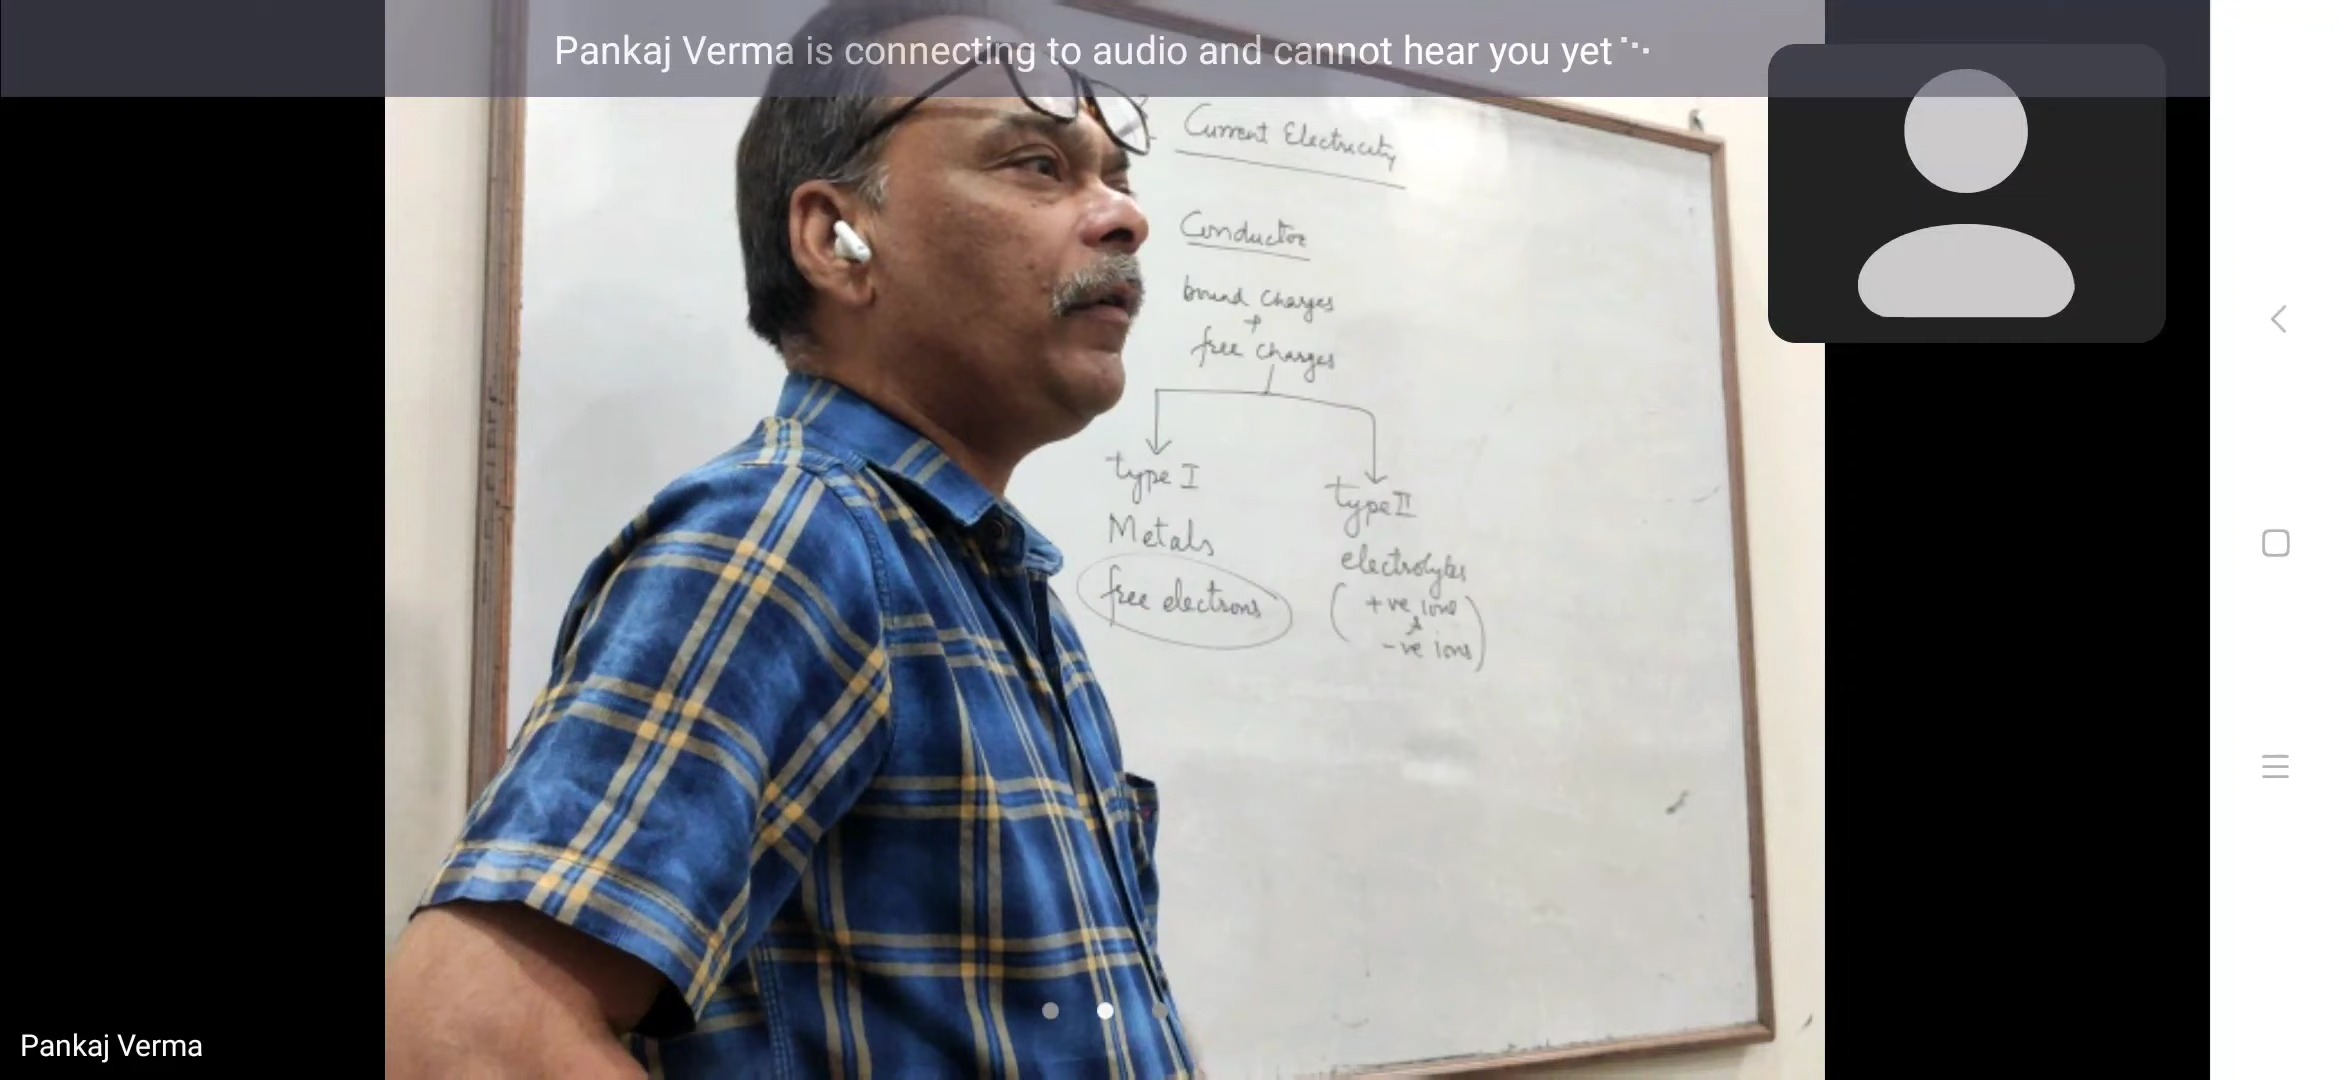 Pankaj Verma is connecting to audio and cannot hear you yet
Current Electricity
Conductor
bound charges
+
free charges
type I
type II
Metals
electrolytes
free electrons
( +ve ions
&
-ve ions )
Pankaj Verma